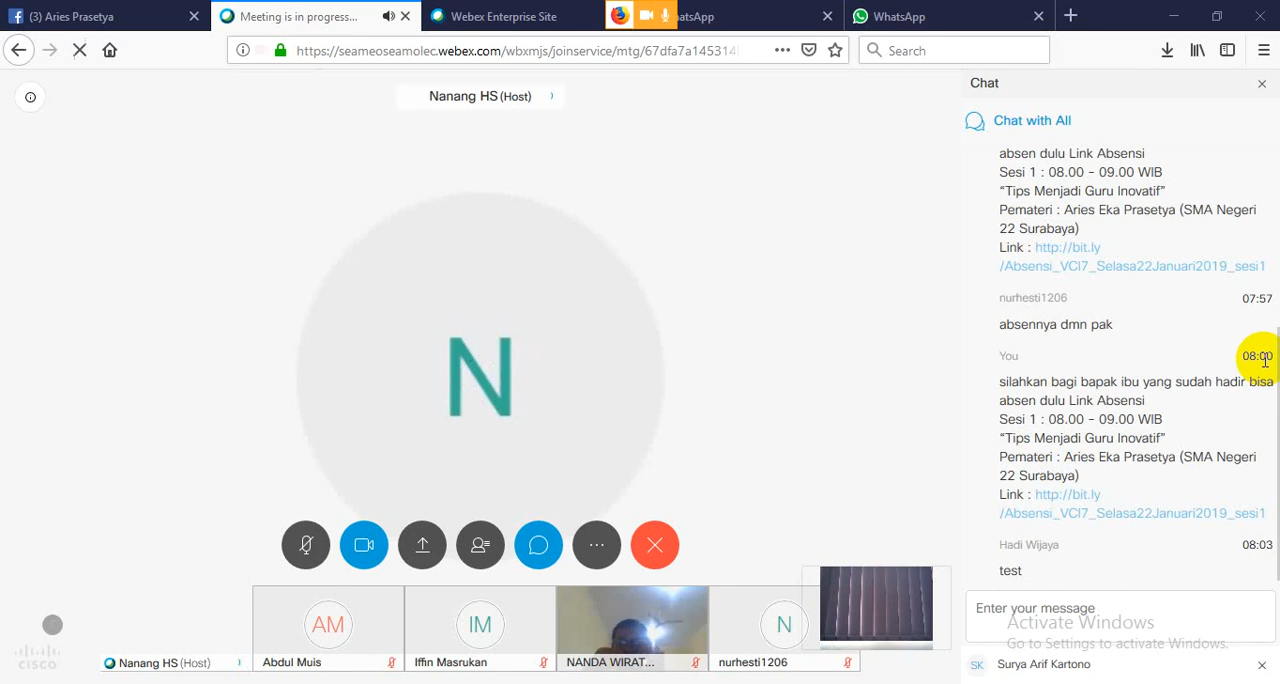 (3) Aries Prasetya
Meeting is in progress...
Webex Enterprise Site
atsApp
WhatsApp
https://seameoseamolec.webex.com/wbxmjs/joinservice/mtg/67dfa7a145314
Search
Nanang HS (Host)
N
Chat
Chat with All
absen dulu Link Absensi
Sesi 1 : 08.00 - 09.00 WIB
“Tips Menjadi Guru Inovatif”
Pemateri : Aries Eka Prasetya (SMA Negeri
22 Surabaya)
Link : http://bit.ly
/Absensi_VCI7_Selasa22Januari2019_sesi1
nurhesti1206 07:57
absennya dmn pak
You 08:00
silahkan bagi bapak ibu yang sudah hadir bisa
absen dulu Link Absensi
Sesi 1 : 08.00 - 09.00 WIB
“Tips Menjadi Guru Inovatif”
Pemateri : Aries Eka Prasetya (SMA Negeri
22 Surabaya)
Link : http://bit.ly
/Absensi_VCI7_Selasa22Januari2019_sesi1
Hadi Wijaya 08:03
test
Enter your message
Activate Windows
Go to Settings to activate Windows.
Surya Arif Kartono
SK
AM
IM
N
cisco
Nanang HS (Host)
Abdul Muis
Iffin Masrukan
NANDA WIRAT...
nurhesti1206